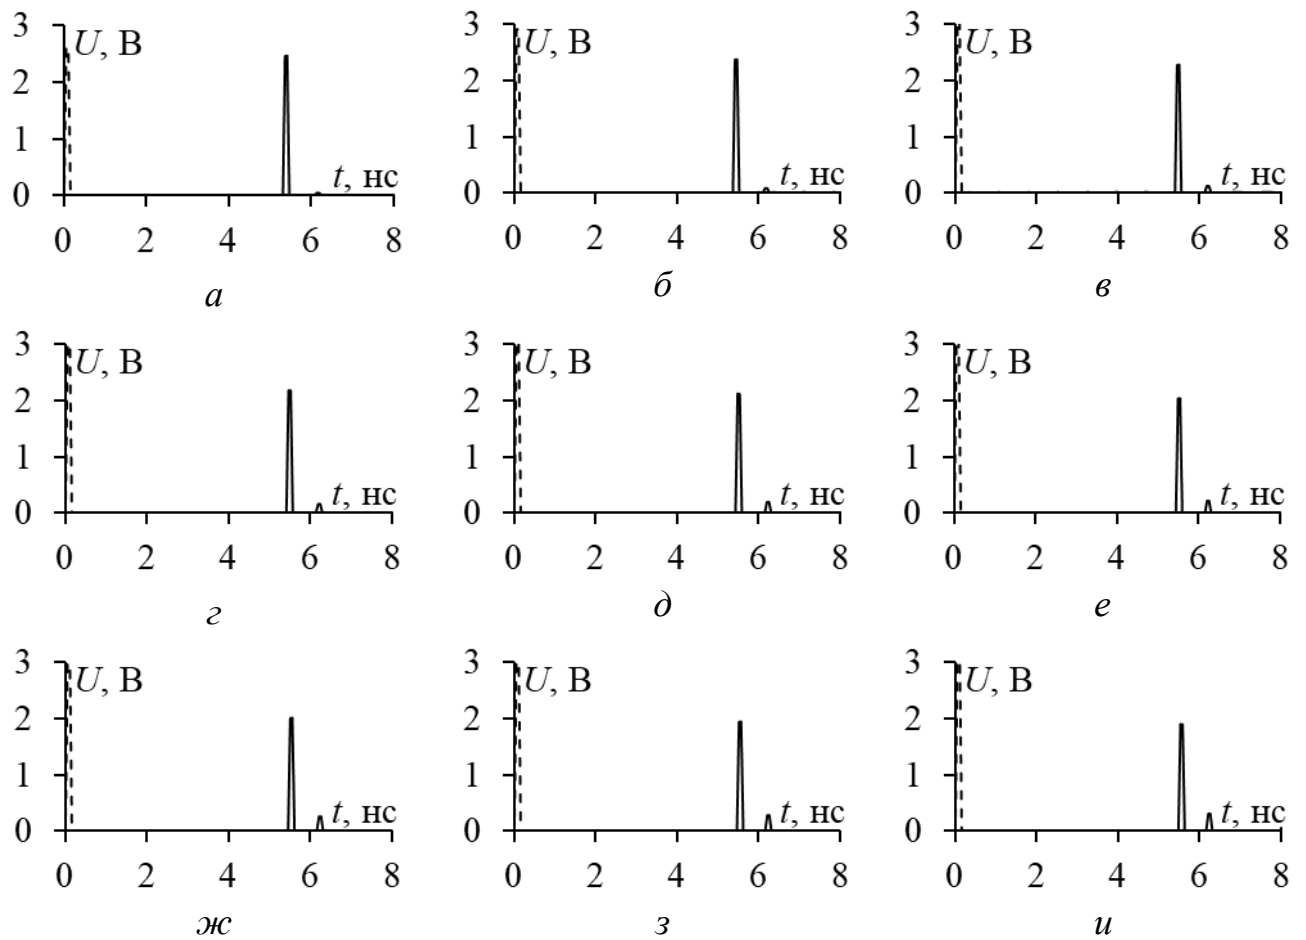 3 U, В 3 U, В 3 U, В
2 2 2
1 1 1
0 t, нс 0 t, нс 0 t, нс
0 2 4 6 8 0 2 4 6 8 0 2 4 6 8
а б в
3 U, В 3 U, В 3 U, В
2 2 2
1 1 1
0 t, нс 0 t, нс 0 t, нс
0 2 4 6 8 0 2 4 6 8 0 2 4 6 8
г д е
3 U, В 3 U, В 3 U, В
2 2 2
1 1 1
0 t, нс 0 t, нс 0 t, нс
0 2 4 6 8 0 2 4 6 8 0 2 4 6 8
ж з и